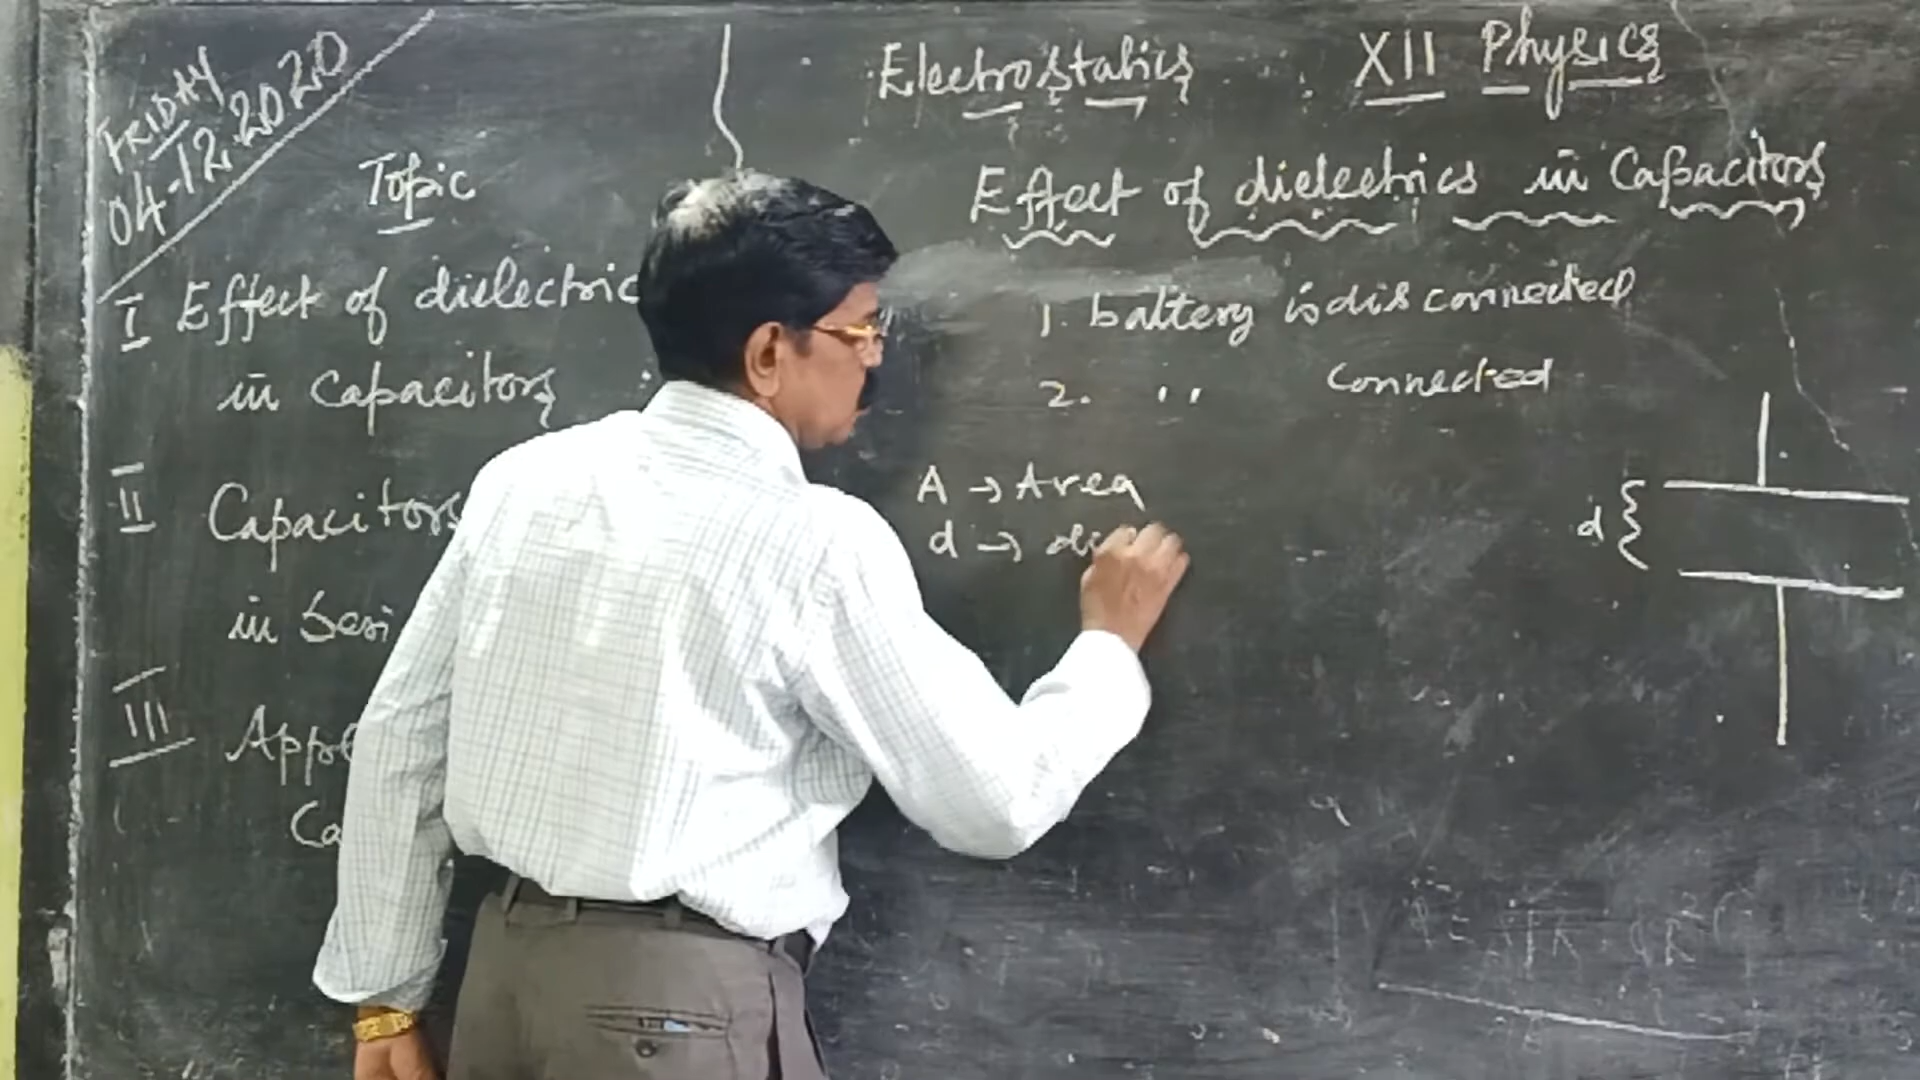 FRIDAY
04-12.2020
Topic
I Effect of dielectric
in Capacitors
II Capacitors
in
III
Electrostatics XII Physics
Effect of dielectrics in Capacitors
1. battery is disconnected
2. ,, Connected
A → Area
d →
d